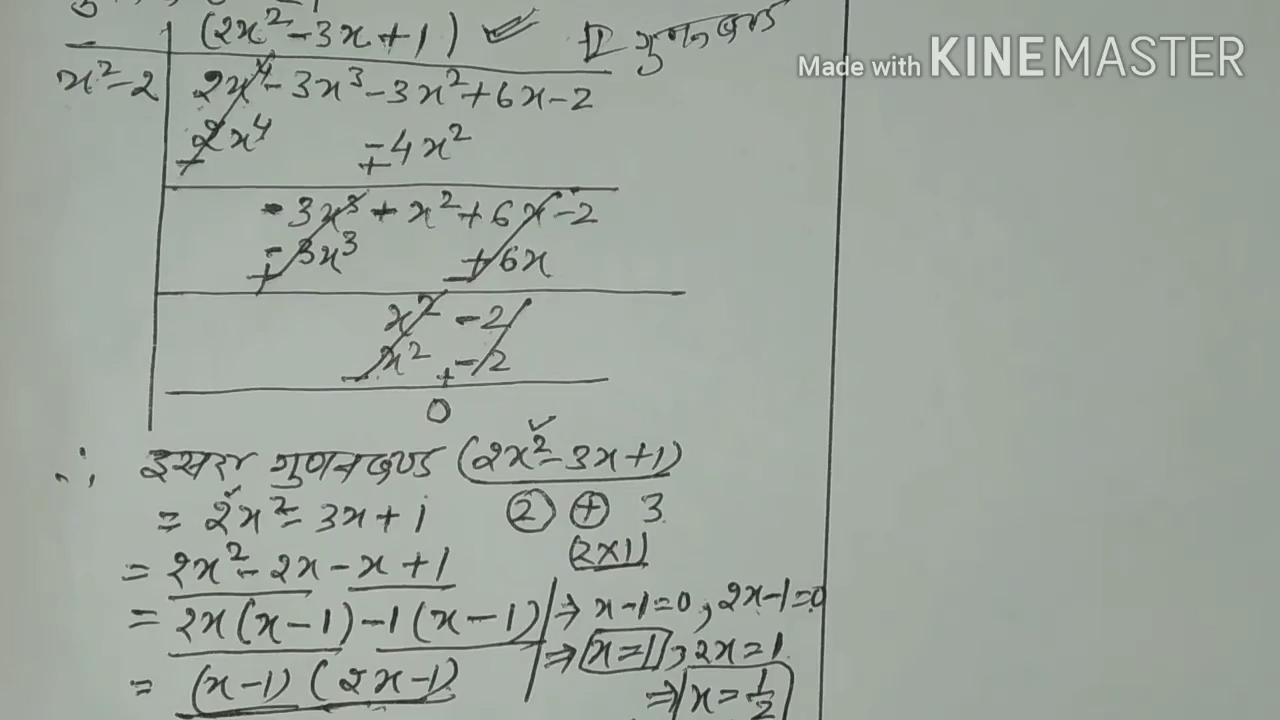 (2x² - 3x + 1) ✓ II गुणनखण्ड
Made with KINEMASTER
x² - 2 | 2x⁴ - 3x³ - 3x² + 6x - 2
2x⁴ - 4x²
- +
- 3x³ + x² + 6x - 2
- 3x³ + 6x
+ -
x² - 2
x² - 2
- +
0
∴ दूसरा गुणनखण्ड (2x² - 3x + 1)
= 2x² - 3x + 1 ② ⊕ 3
= 2x² - 2x - x + 1 (2×1)
= 2x(x - 1) - 1(x - 1) ⇒ x - 1 = 0, 2x - 1 = 0
⇒ x = 1, 2x = 1
= (x - 1) (2x - 1) ⇒ x = 1/2